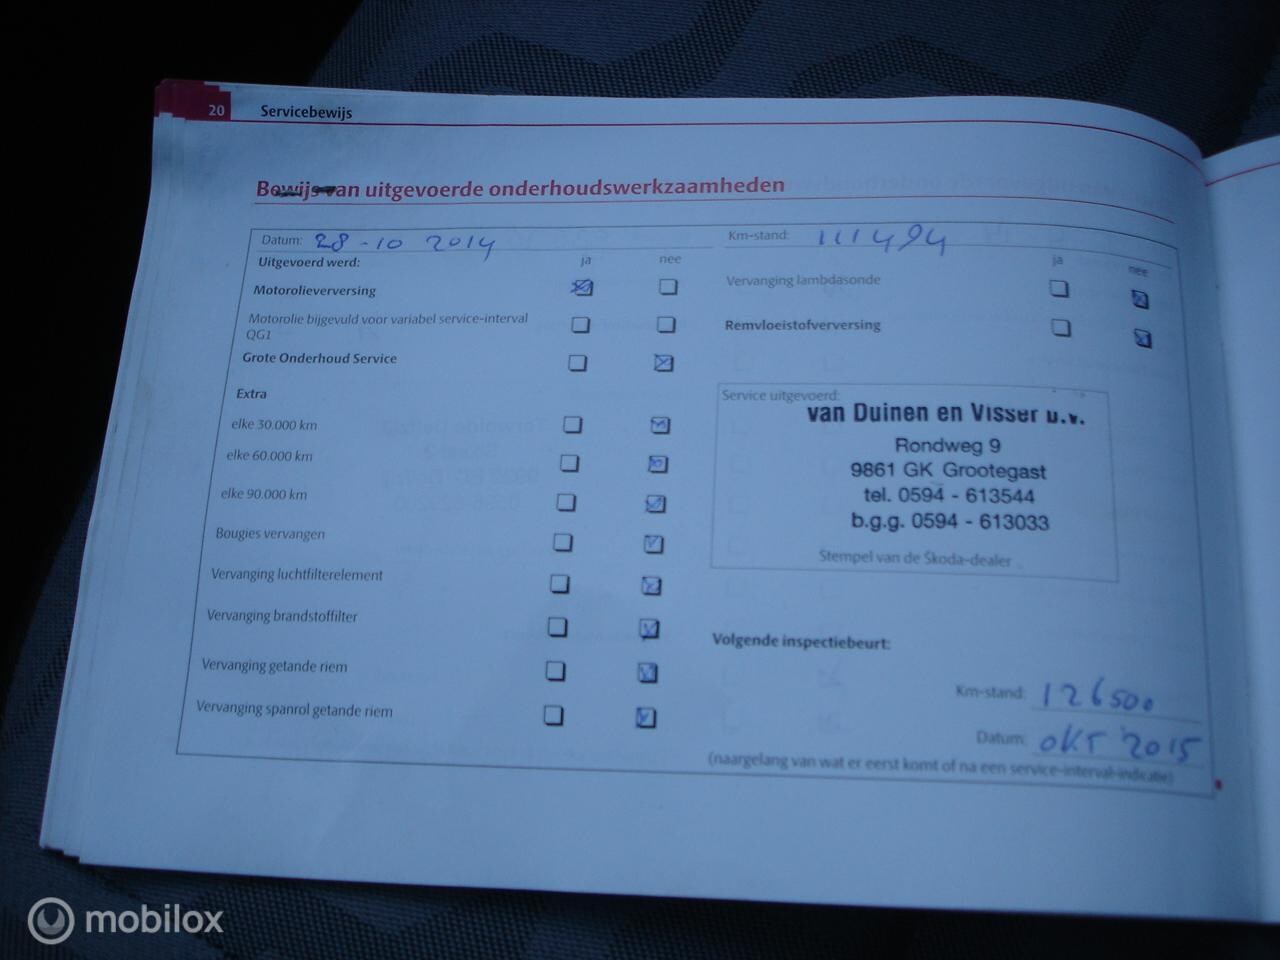 20 Servicebewijs
Bewijs van uitgevoerde onderhoudswerkzaamheden
Datum: 28-10 2014
Uitgevoerd werd: ja nee
Motorolieverversing
Motorolie bijgevuld voor variabel service-interval
QG1
Grote Onderhoud Service
Extra
elke 30.000 km
elke 60.000 km
elke 90.000 km
Bougies vervangen
Vervanging luchtfilterelement
Vervanging brandstoffilter
Vervanging getande riem
Vervanging spanrol getande riem
Km-stand: 111494
ja nee
Vervanging lambdasonde
Remvloeistofverversing
Service uitgevoerd:
van Duinen en Visser u.v.
Rondweg 9
9861 GK Grootegast
tel. 0594 - 613544
b.g.g. 0594 - 613033
Stempel van de Škoda-dealer
Volgende inspectiebeurt:
Km-stand: 126500
Datum: OKT 2015
(naargelang van wat er eerst komt of na een service-interval-indicatie)
mobilox